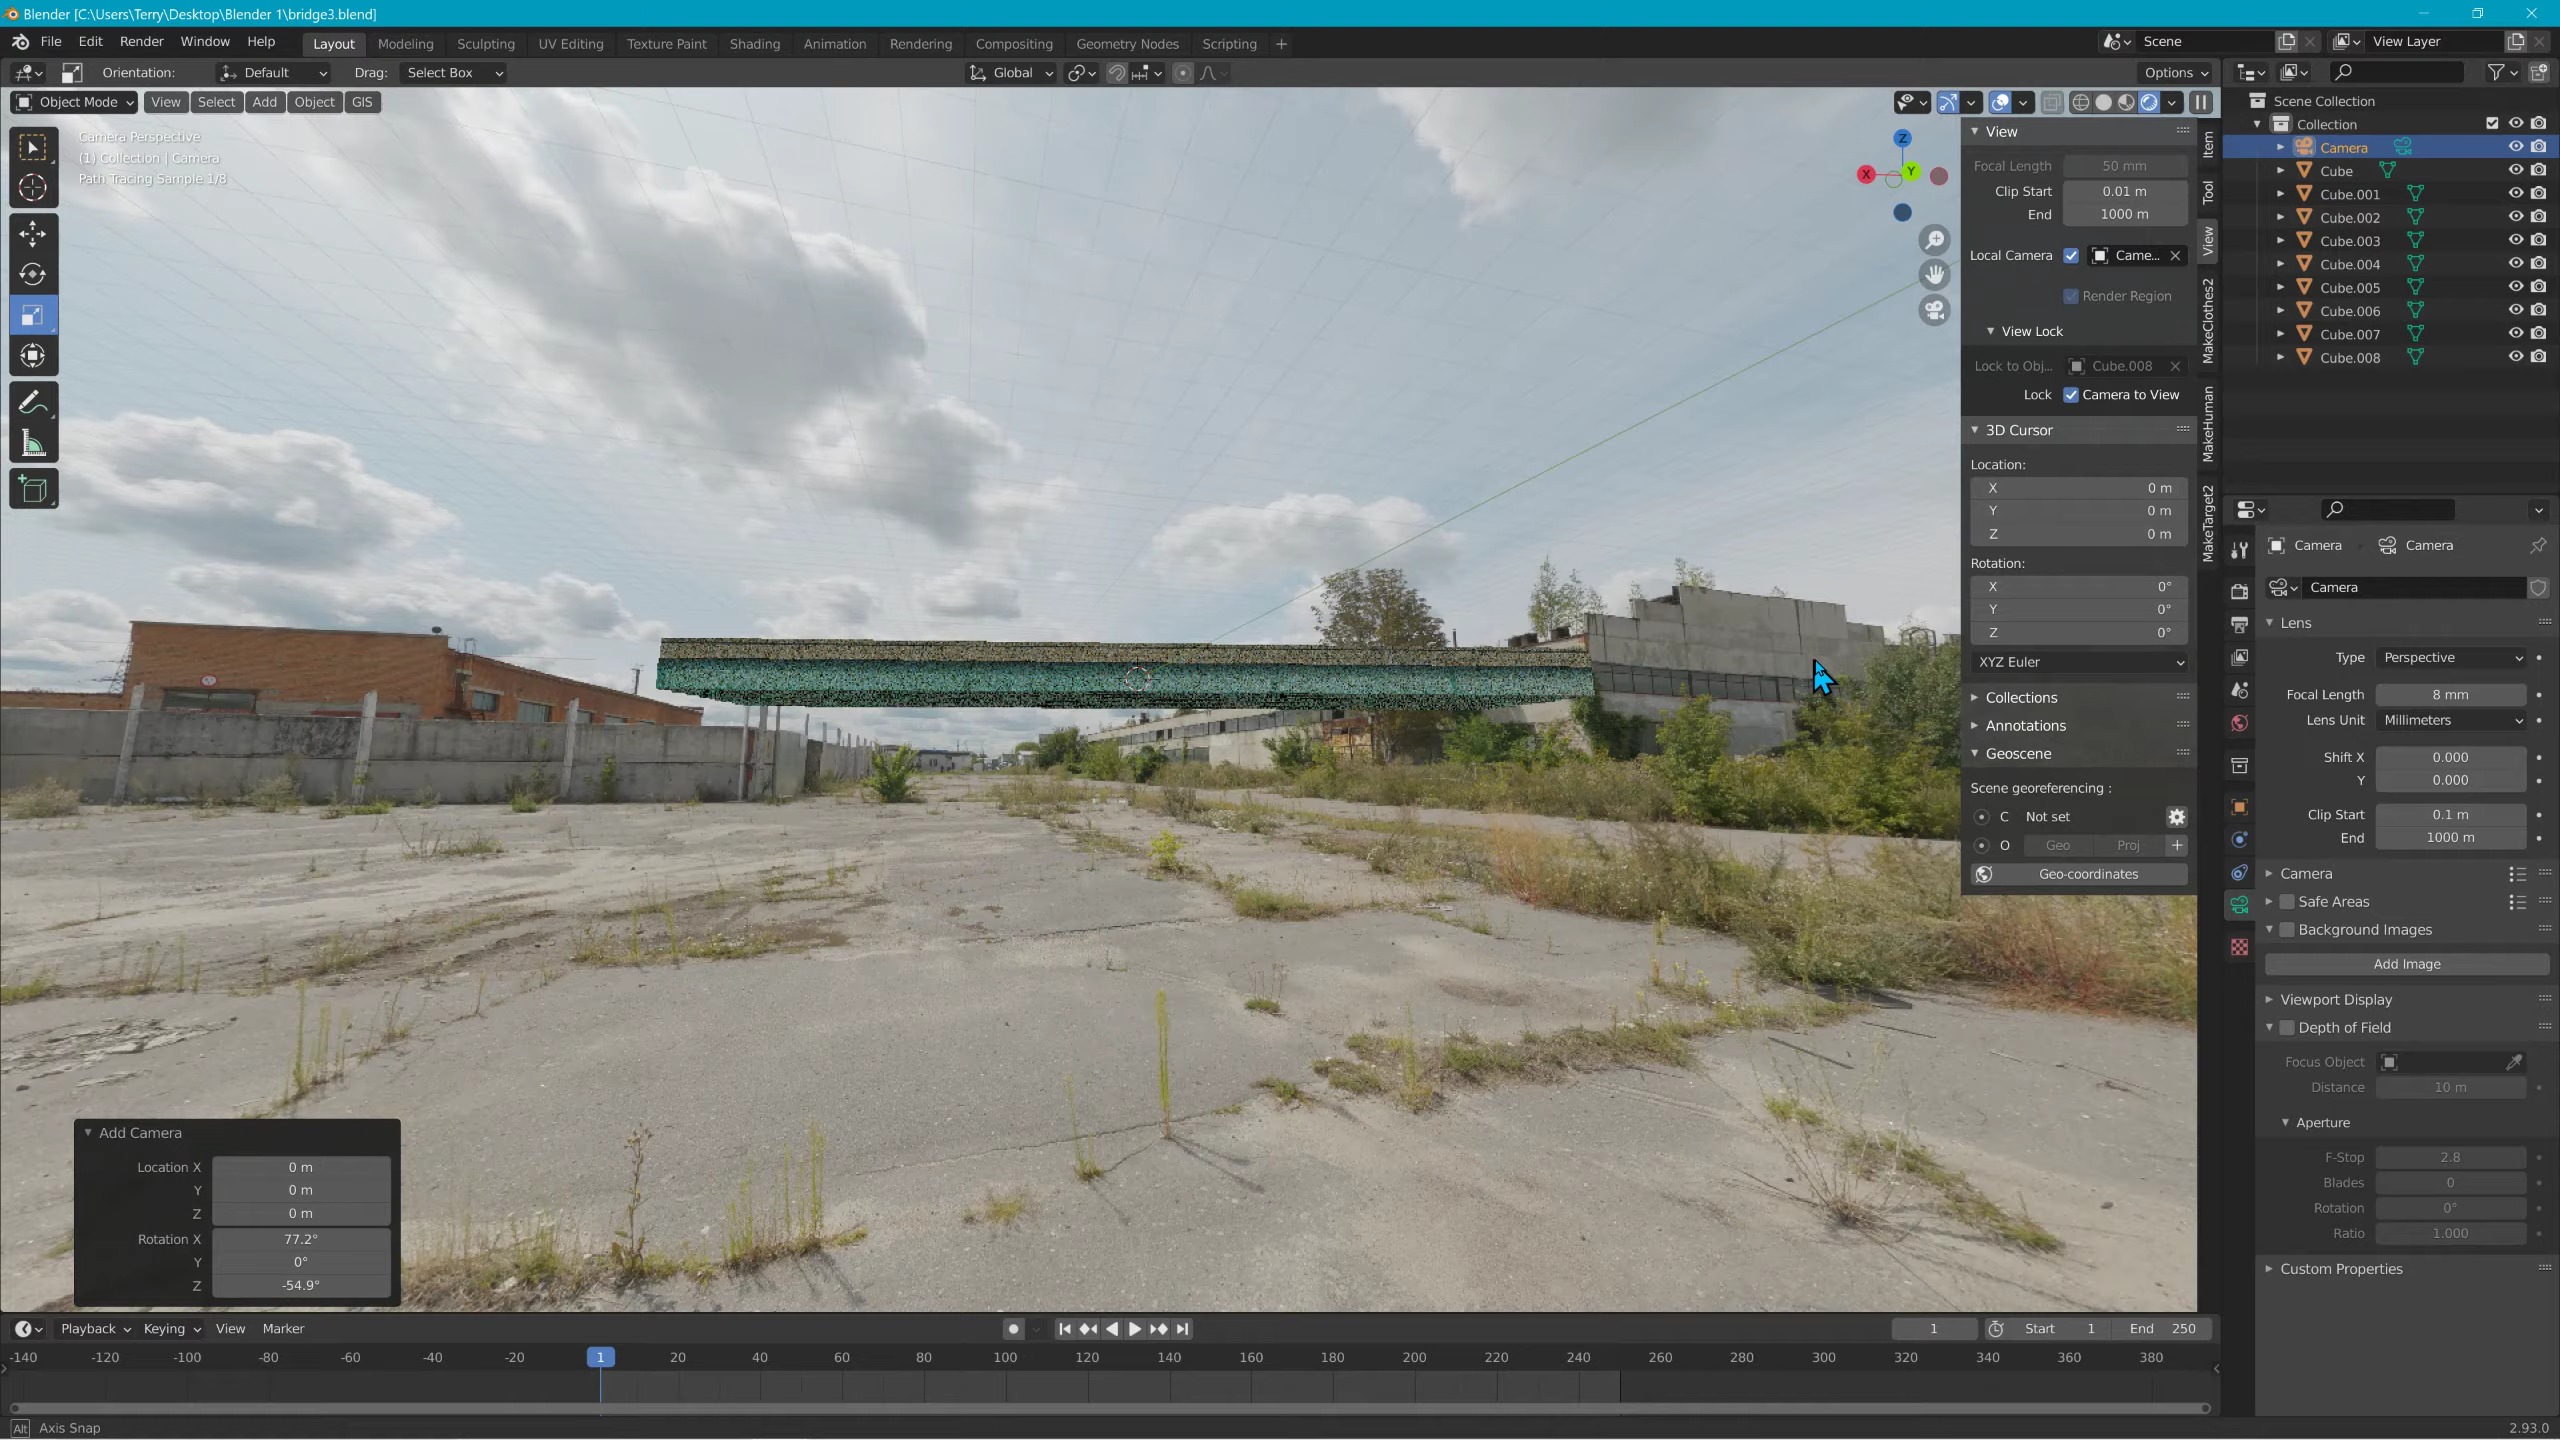 Blender [C:\Users\Terry\Desktop\Blender 1\bridge3.blend]
File Edit Render Window Help Layout Modeling Sculpting UV Editing Texture Paint Shading Animation Rendering Compositing Geometry Nodes Scripting + Scene View Layer
Orientation: Default Drag: Select Box Global Options
Object Mode View Select Add Object GIS
Camera Perspective
(1) Collection | Camera
Path Tracing Sample 1/8
Z
X
Y
View
Focal Length 50 mm
Clip Start 0.01 m
End 1000 m
Local Camera Came...
Render Region
View Lock
Lock to Obj... Cube.008
Lock Camera to View
3D Cursor
Location:
X 0 m
Y 0 m
Z 0 m
Rotation:
X 0°
Y 0°
Z 0°
XYZ Euler
Collections
Annotations
Geoscene
Scene georeferencing :
C Not set
O Geo Proj +
Geo-coordinates
Item
Tool
View
MakeClothes2
MakeHuman
MakeTarget2
Scene Collection
Collection
Camera
Cube
Cube.001
Cube.002
Cube.003
Cube.004
Cube.005
Cube.006
Cube.007
Cube.008
Camera Camera
Camera
Lens
Type Perspective
Focal Length 8 mm
Lens Unit Millimeters
Shift X 0.000
Y 0.000
Clip Start 0.1 m
End 1000 m
Camera
Safe Areas
Background Images
Add Image
Viewport Display
Depth of Field
Focus Object
Distance 10 m
Aperture
F-Stop 2.8
Blades 0
Rotation 0°
Ratio 1.000
Custom Properties
Add Camera
Location X 0 m
Y 0 m
Z 0 m
Rotation X 77.2°
Y 0°
Z -54.9°
Playback Keying View Marker 1 Start 1 End 250
-140 -120 -100 -80 -60 -40 -20 1 20 40 60 80 100 120 140 160 180 200 220 240 260 280 300 320 340 360 380
Alt Axis Snap 2.93.0